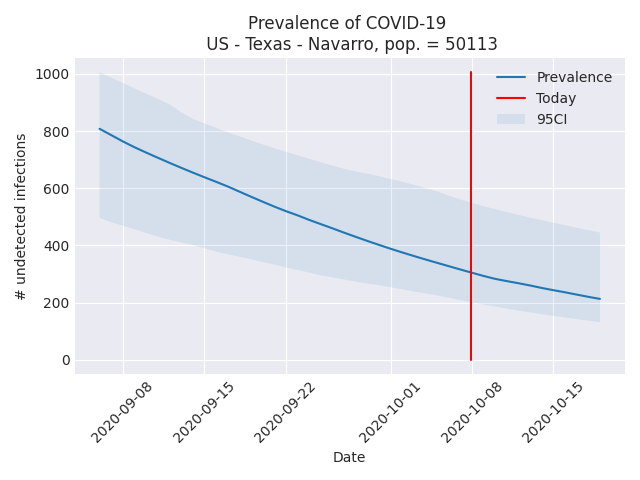 Prevalence of COVID-19
US - Texas - Navarro, pop. = 50113
Prevalence
Today
95CI
# undetected infections
1000
800
600
400
200
0
2020-09-08
2020-09-15
2020-09-22
2020-10-01
2020-10-08
2020-10-15
Date